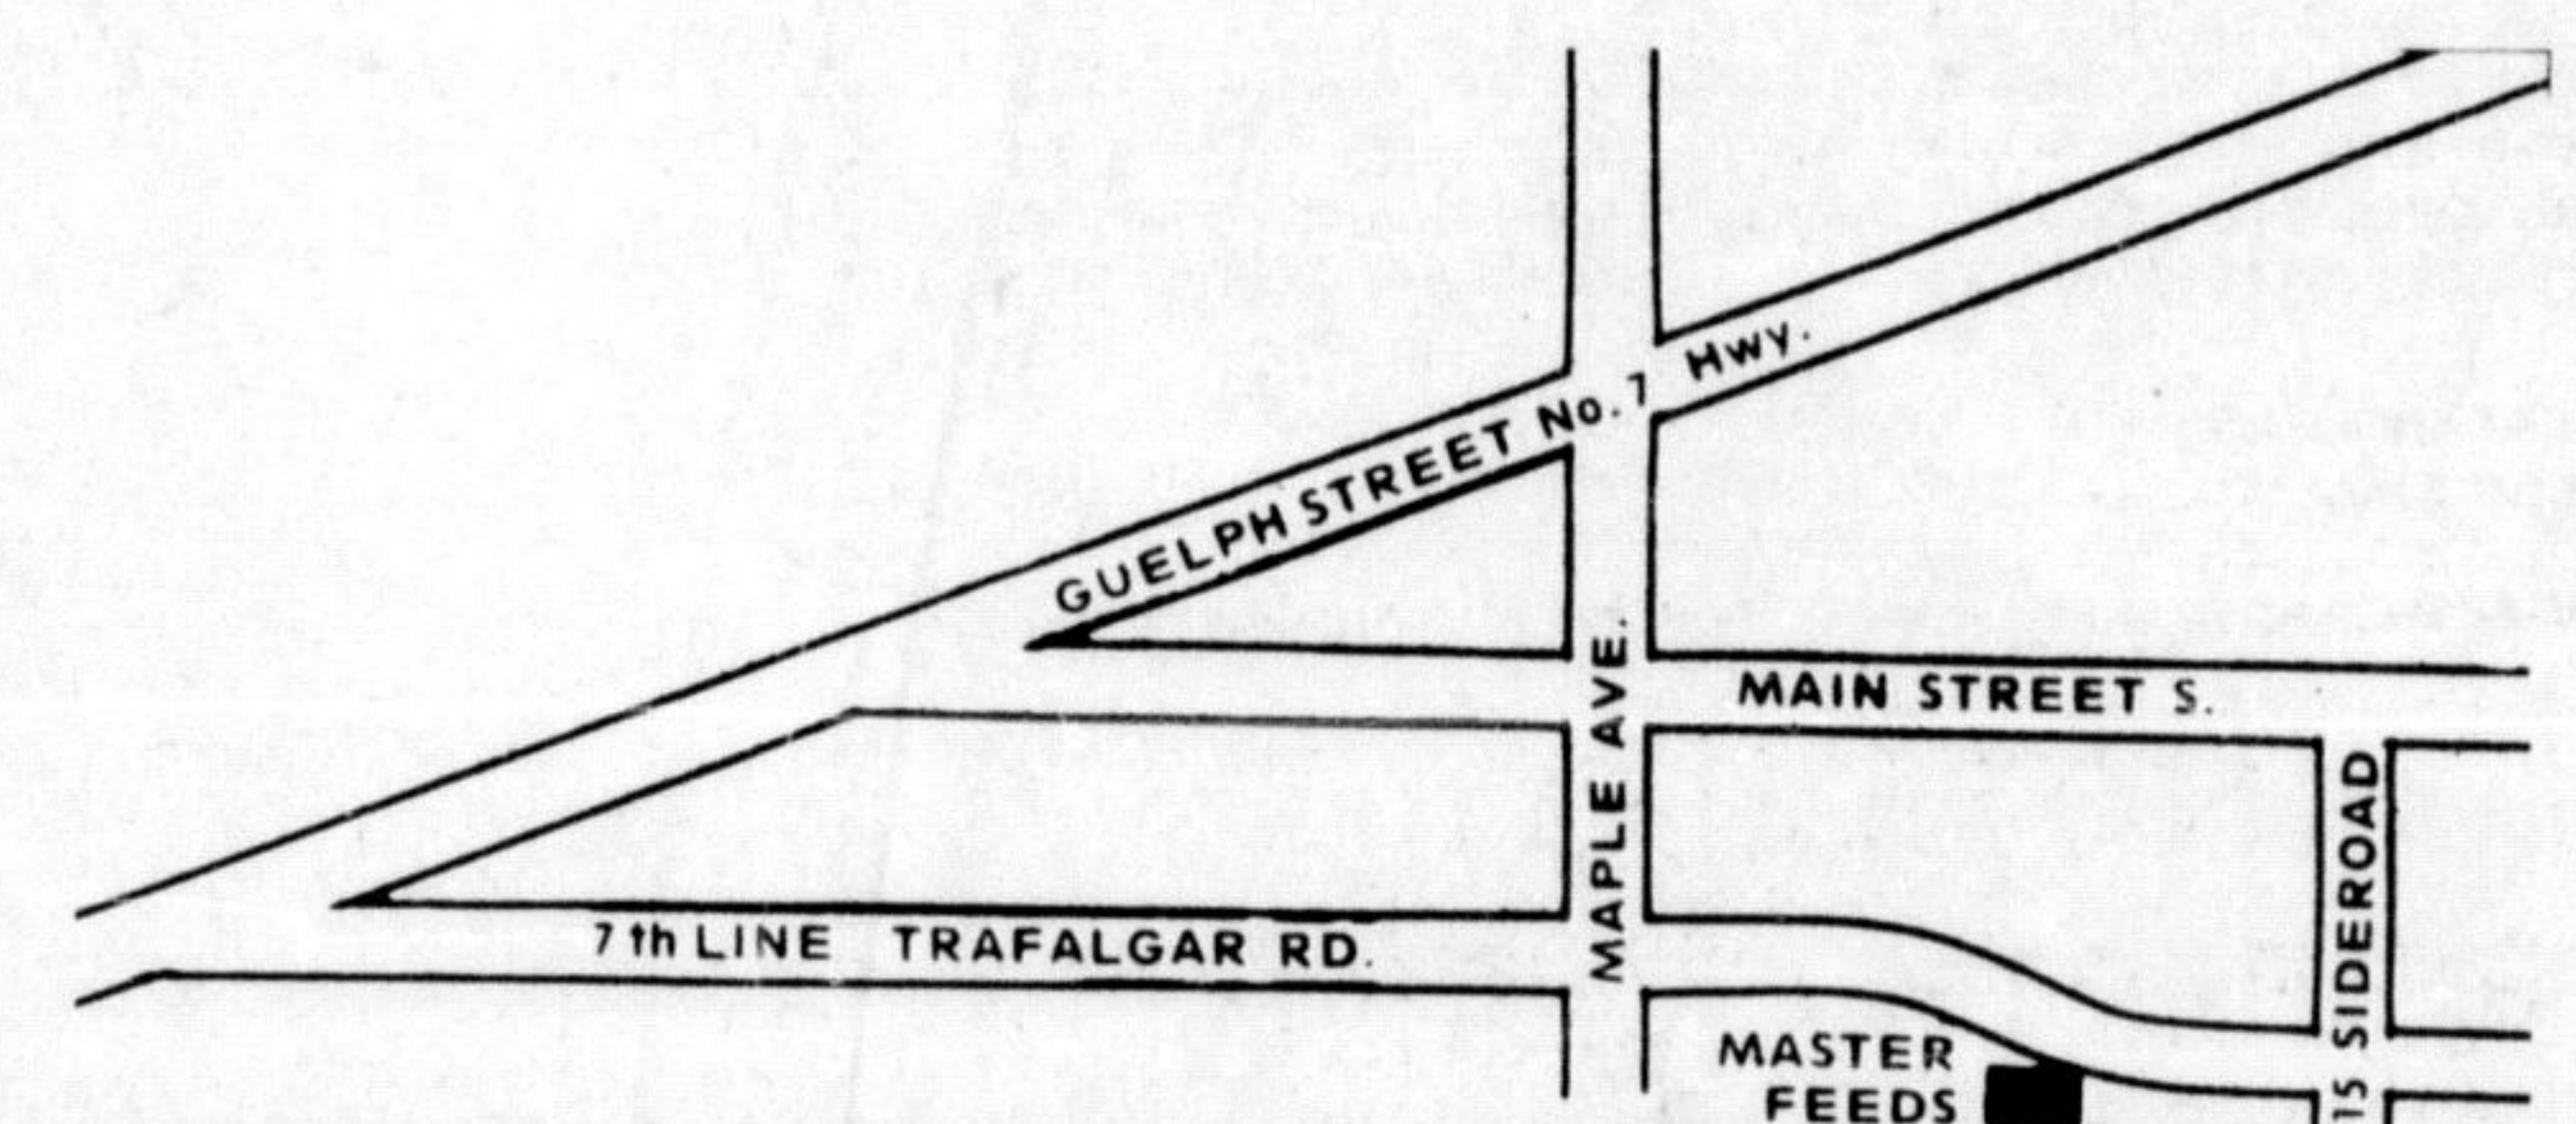 GUELPH STREET No. 7 Hwy.
MAPLE AVE.
MAIN STREET S.
7th LINE TRAFALGAR RD.
15 SIDEROAD
MASTER
FEEDS